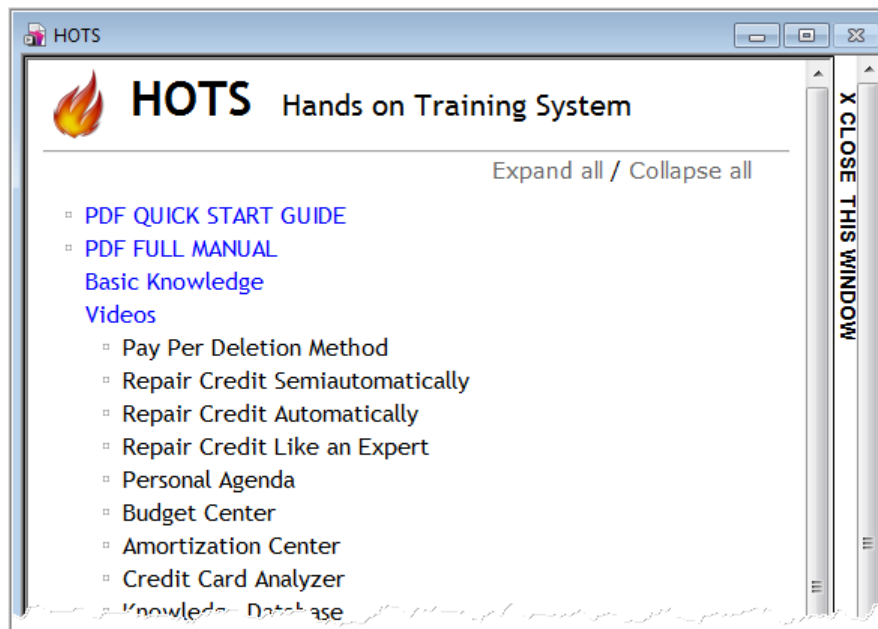 HOTS
HOTS Hands on Training System
Expand all / Collapse all
PDF QUICK START GUIDE
PDF FULL MANUAL
Basic Knowledge
Videos
Pay Per Deletion Method
Repair Credit Semiautomatically
Repair Credit Automatically
Repair Credit Like an Expert
Personal Agenda
Budget Center
Amortization Center
Credit Card Analyzer
Knowledge Database
X CLOSE THIS WINDOW